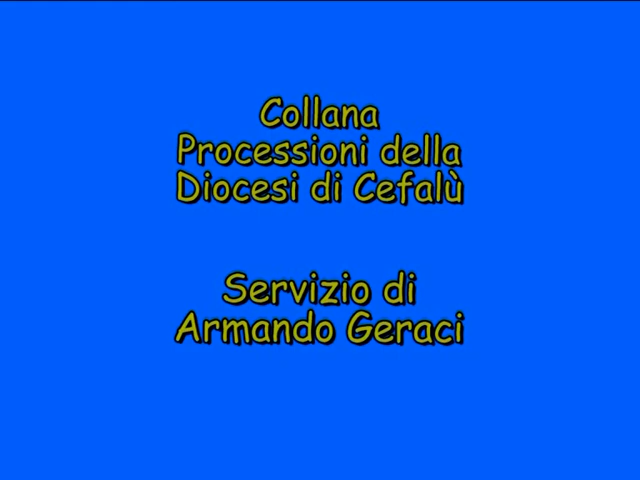 Collana
Processioni della
Diocesi di Cefalù
Servizio di
Armando Geraci